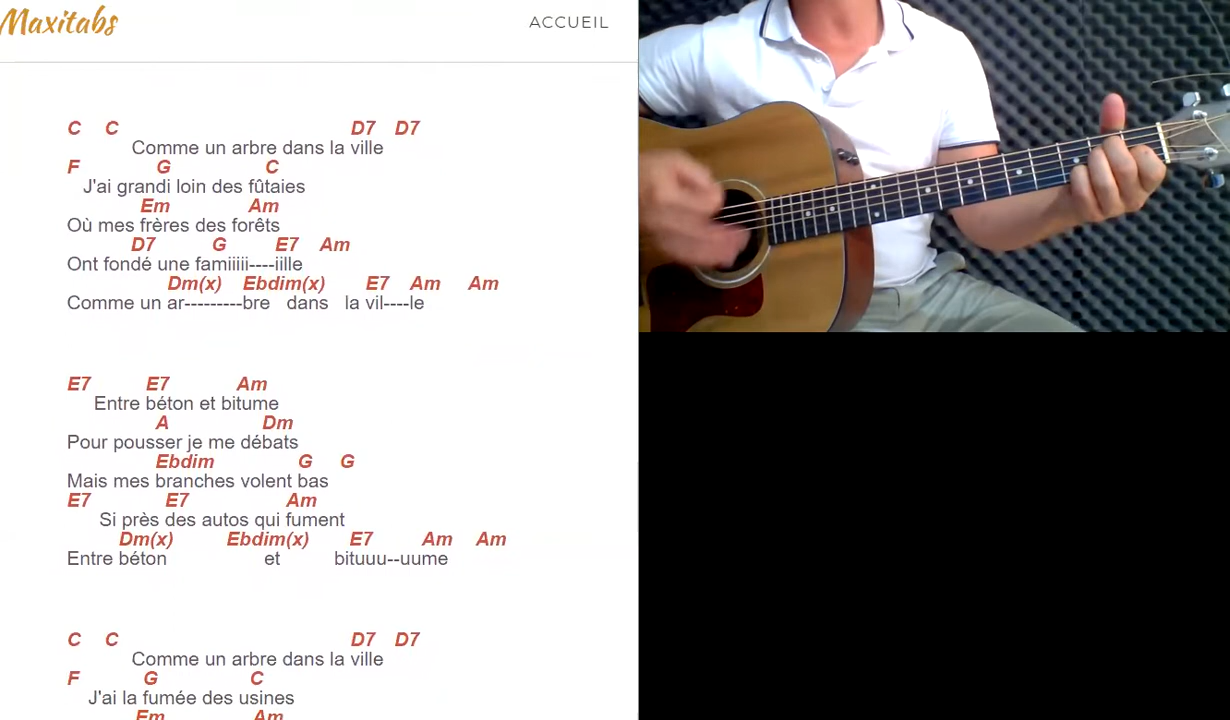 Maxitabs
ACCUEIL
C C D7 D7
Comme un arbre dans la ville
F G C
J'ai grandi loin des fûtaies
Em Am
Où mes frères des forêts
D7 G E7 Am
Ont fondé une famiiiii----iille
Dm(x) Ebdim(x) E7 Am Am
Comme un ar---------bre dans la vil----le
E7 E7 Am
Entre béton et bitume
A Dm
Pour pousser je me débats
Ebdim G G
Mais mes branches volent bas
E7 E7 Am
Si près des autos qui fument
Dm(x) Ebdim(x) E7 Am Am
Entre béton et bituuu--uume
C C D7 D7
Comme un arbre dans la ville
F G C
J'ai la fumée des usines
Em Am